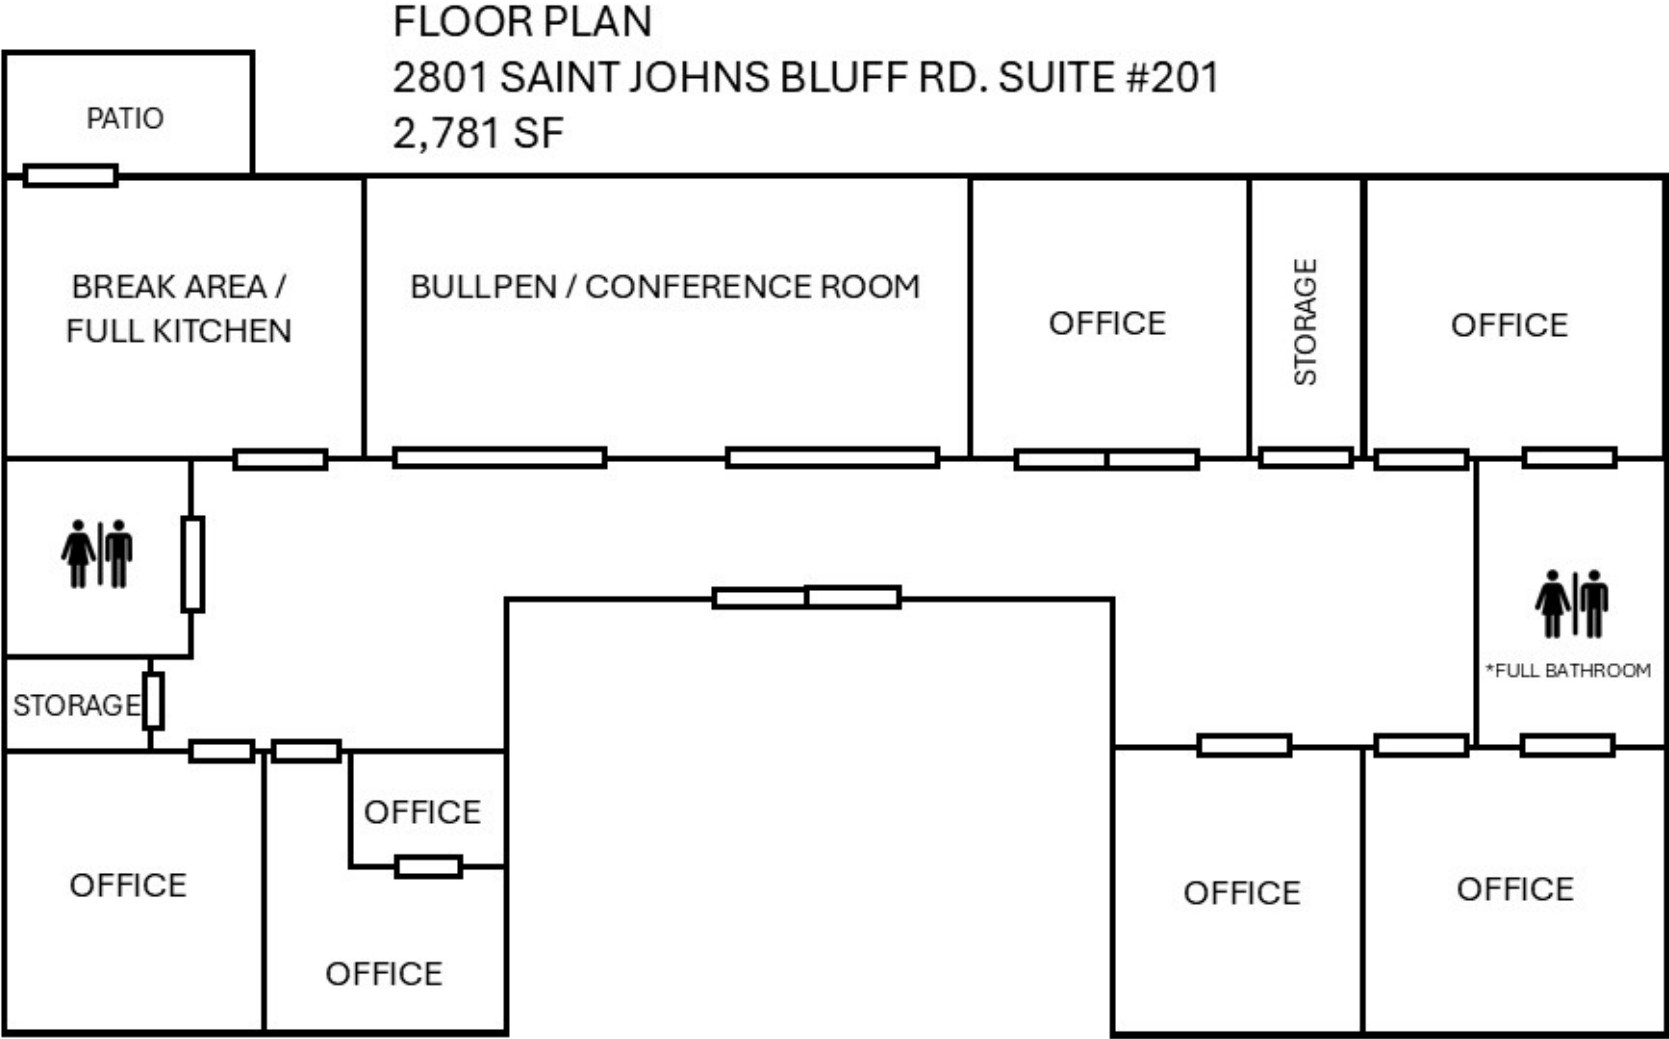 FLOOR PLAN
2801 SAINT JOHNS BLUFF RD. SUITE #201
2,781 SF
PATIO
BREAK AREA /
FULL KITCHEN
BULLPEN / CONFERENCE ROOM
OFFICE
STORAGE
OFFICE
*FULL BATHROOM
STORAGE
OFFICE
OFFICE
OFFICE
OFFICE
OFFICE